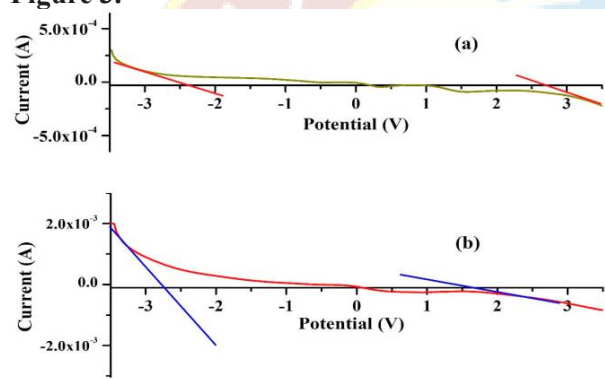 Figure 3.
5.0x10⁻⁴
(a)
Current (A)
0.0
-3 -2 -1 0 1 2 3
-5.0x10⁻⁴
Potential (V)
2.0x10⁻³
(b)
Current (A)
0.0
-3 -2 -1 0 1 2 3
Potential (V)
-2.0x10⁻³